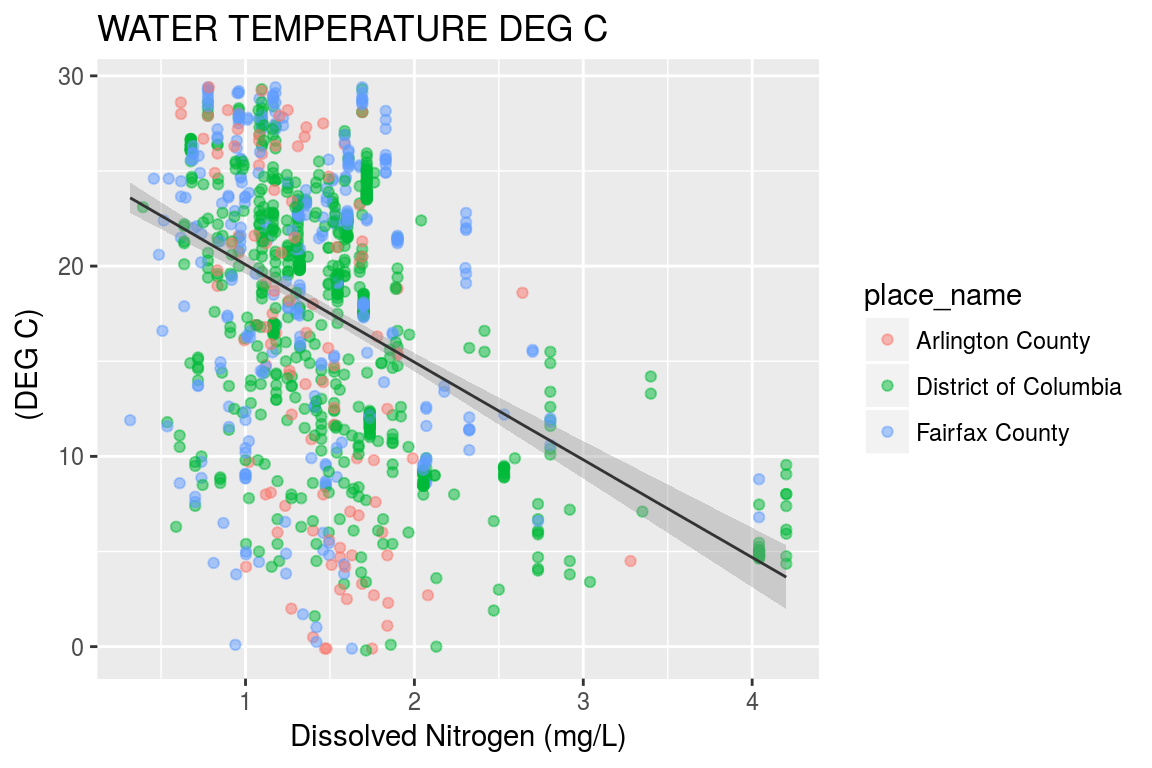 WATER TEMPERATURE DEG C
30
20
10
0
(DEG C)
1 2 3 4
Dissolved Nitrogen (mg/L)
place_name
Arlington County
District of Columbia
Fairfax County